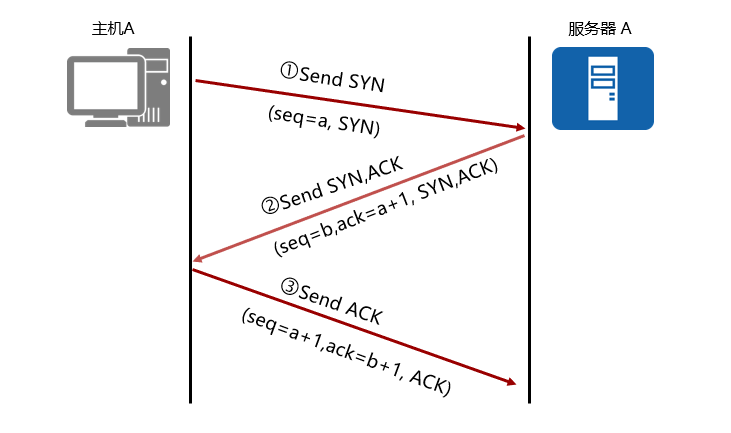 主机A
服务器 A
①Send SYN
(seq=a, SYN)
②Send SYN,ACK
(seq=b,ack=a+1, SYN,ACK)
③Send ACK
(seq=a+1,ack=b+1, ACK)